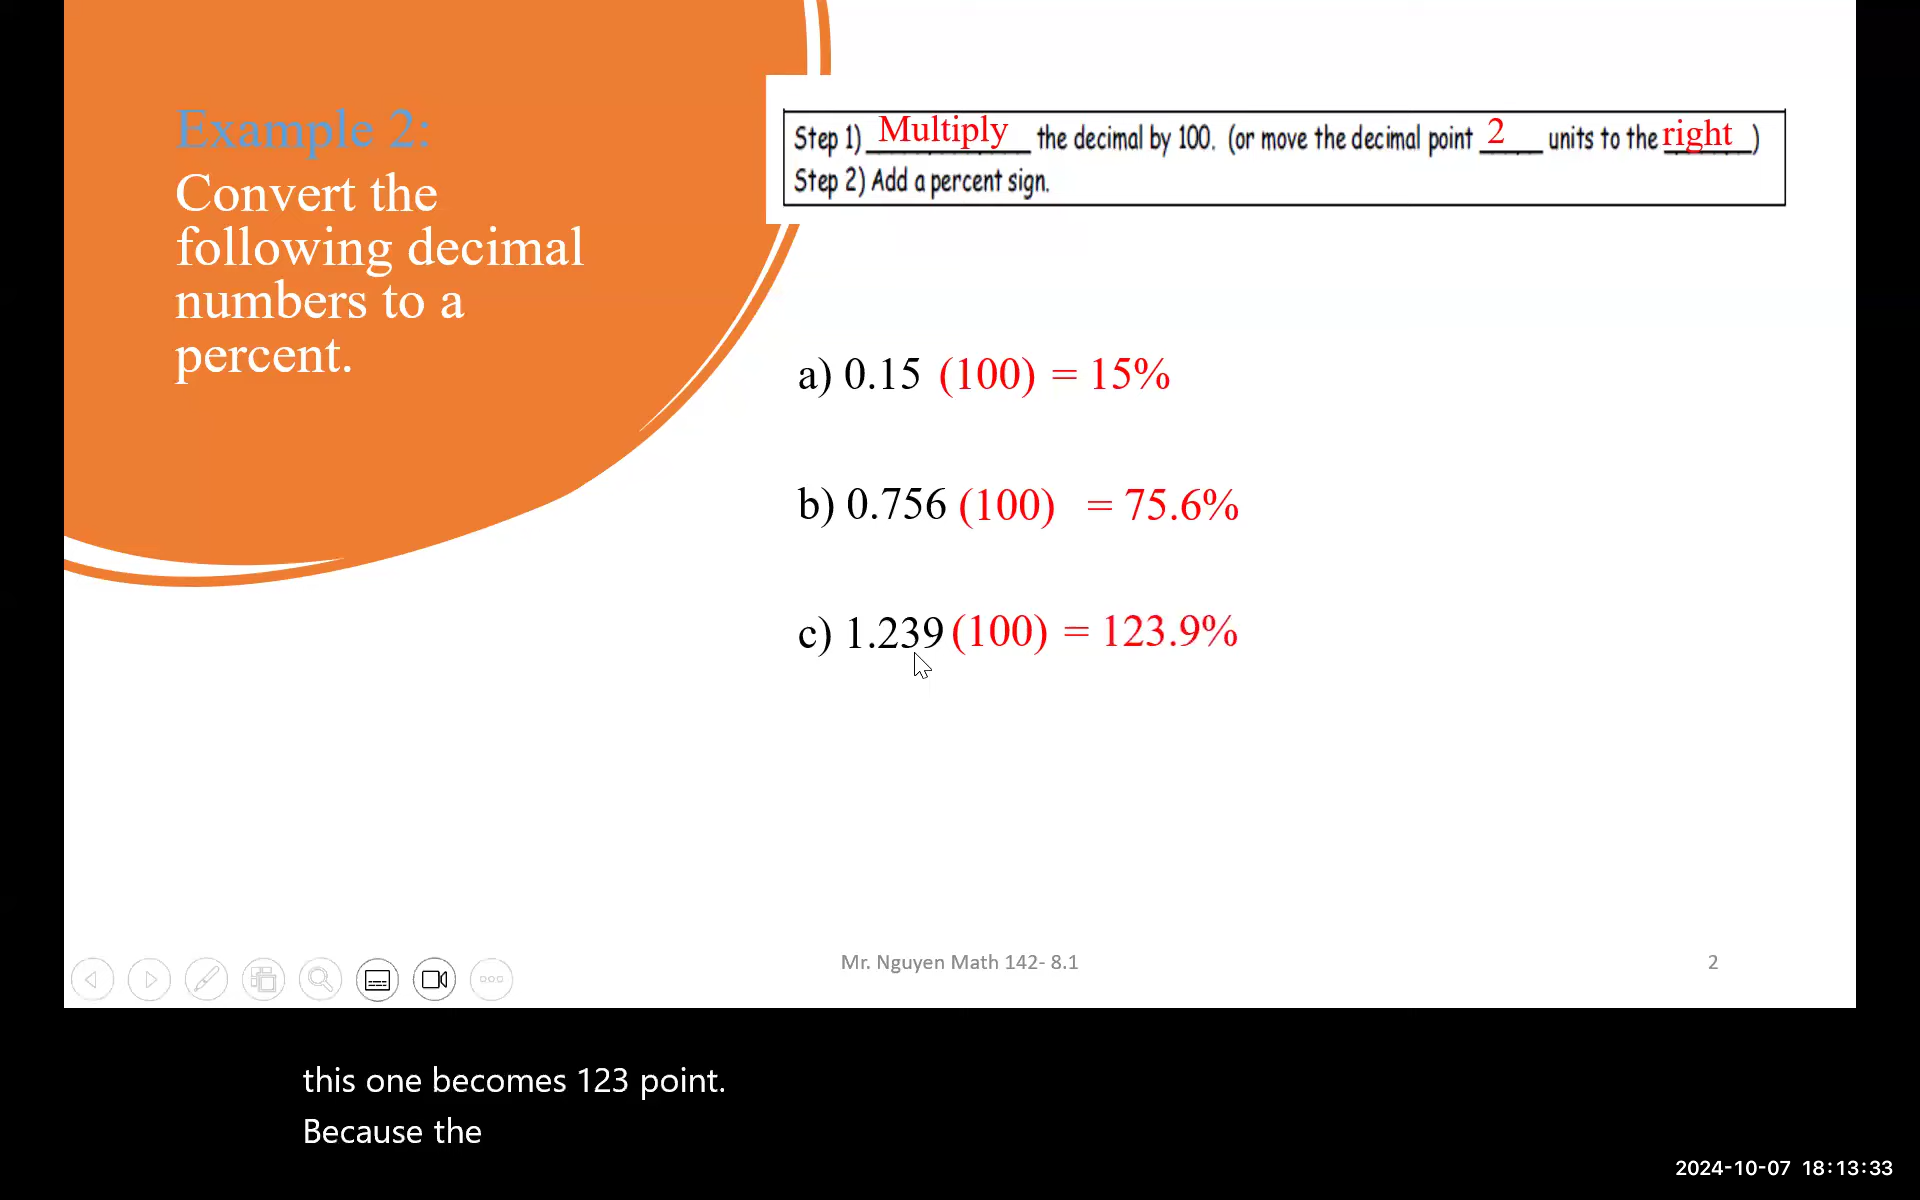 Example 2:
Convert the
following decimal
numbers to a
percent.
Step 1) Multiply the decimal by 100. (or move the decimal point 2 units to the right)
Step 2) Add a percent sign.
a) 0.15 (100) = 15%
b) 0.756 (100) = 75.6%
c) 1.239 (100) = 123.9%
Mr. Nguyen Math 142- 8.1
2
this one becomes 123 point.
Because the
2024-10-07 18:13:33